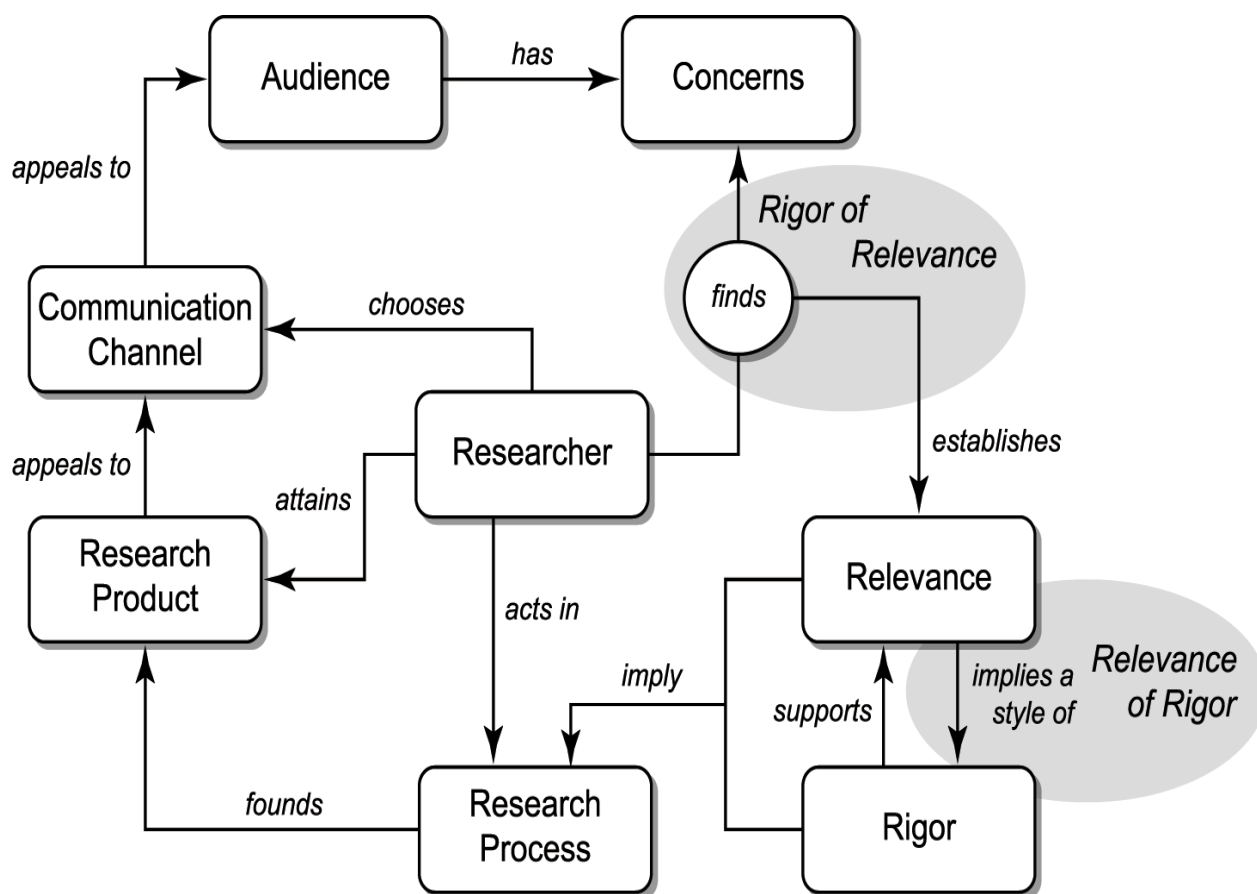 Audience
has
Concerns
appeals to
Rigor of
Relevance
finds
Communication
Channel
chooses
Researcher
establishes
appeals to
attains
Research
Product
Relevance
acts in
imply
supports
implies a
style of
Relevance
of Rigor
founds
Research
Process
Rigor